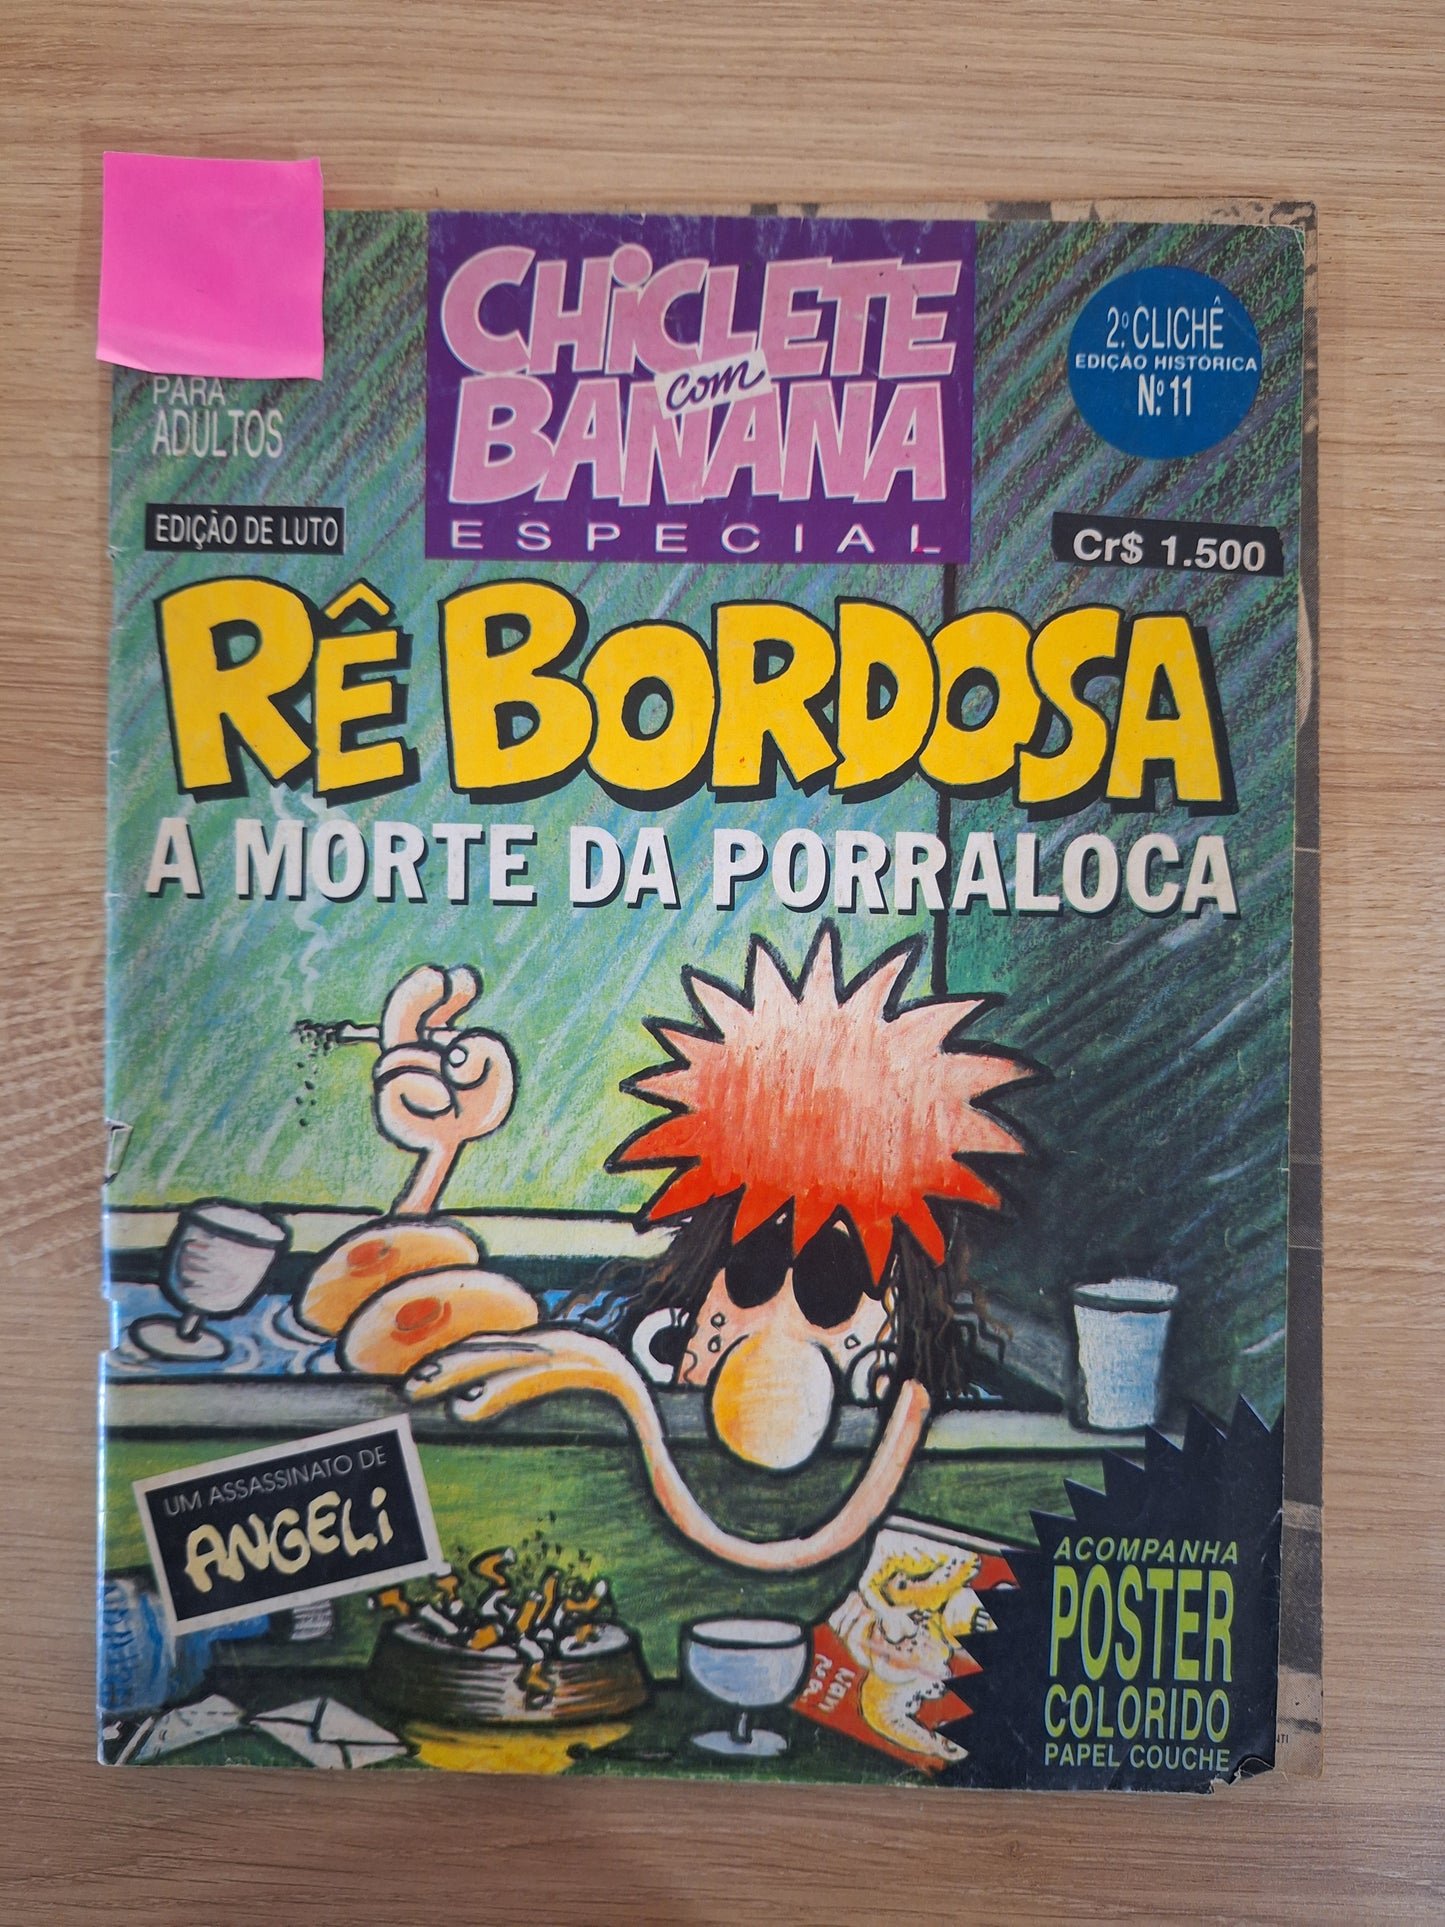 CHiCLETE
com
BANANA
ESPECIAL
PARA
ADULTOS
2º CLICHÊ
EDIÇÃO HISTÓRICA
Nº 11
EDIÇÃO DE LUTO
Cr$ 1.500
RÊ BORDOSA
A MORTE DA PORRALOCA
UM ASSASSINATO DE
ANGELi
ACOMPANHA
POSTER
COLORIDO
PAPEL COUCHE